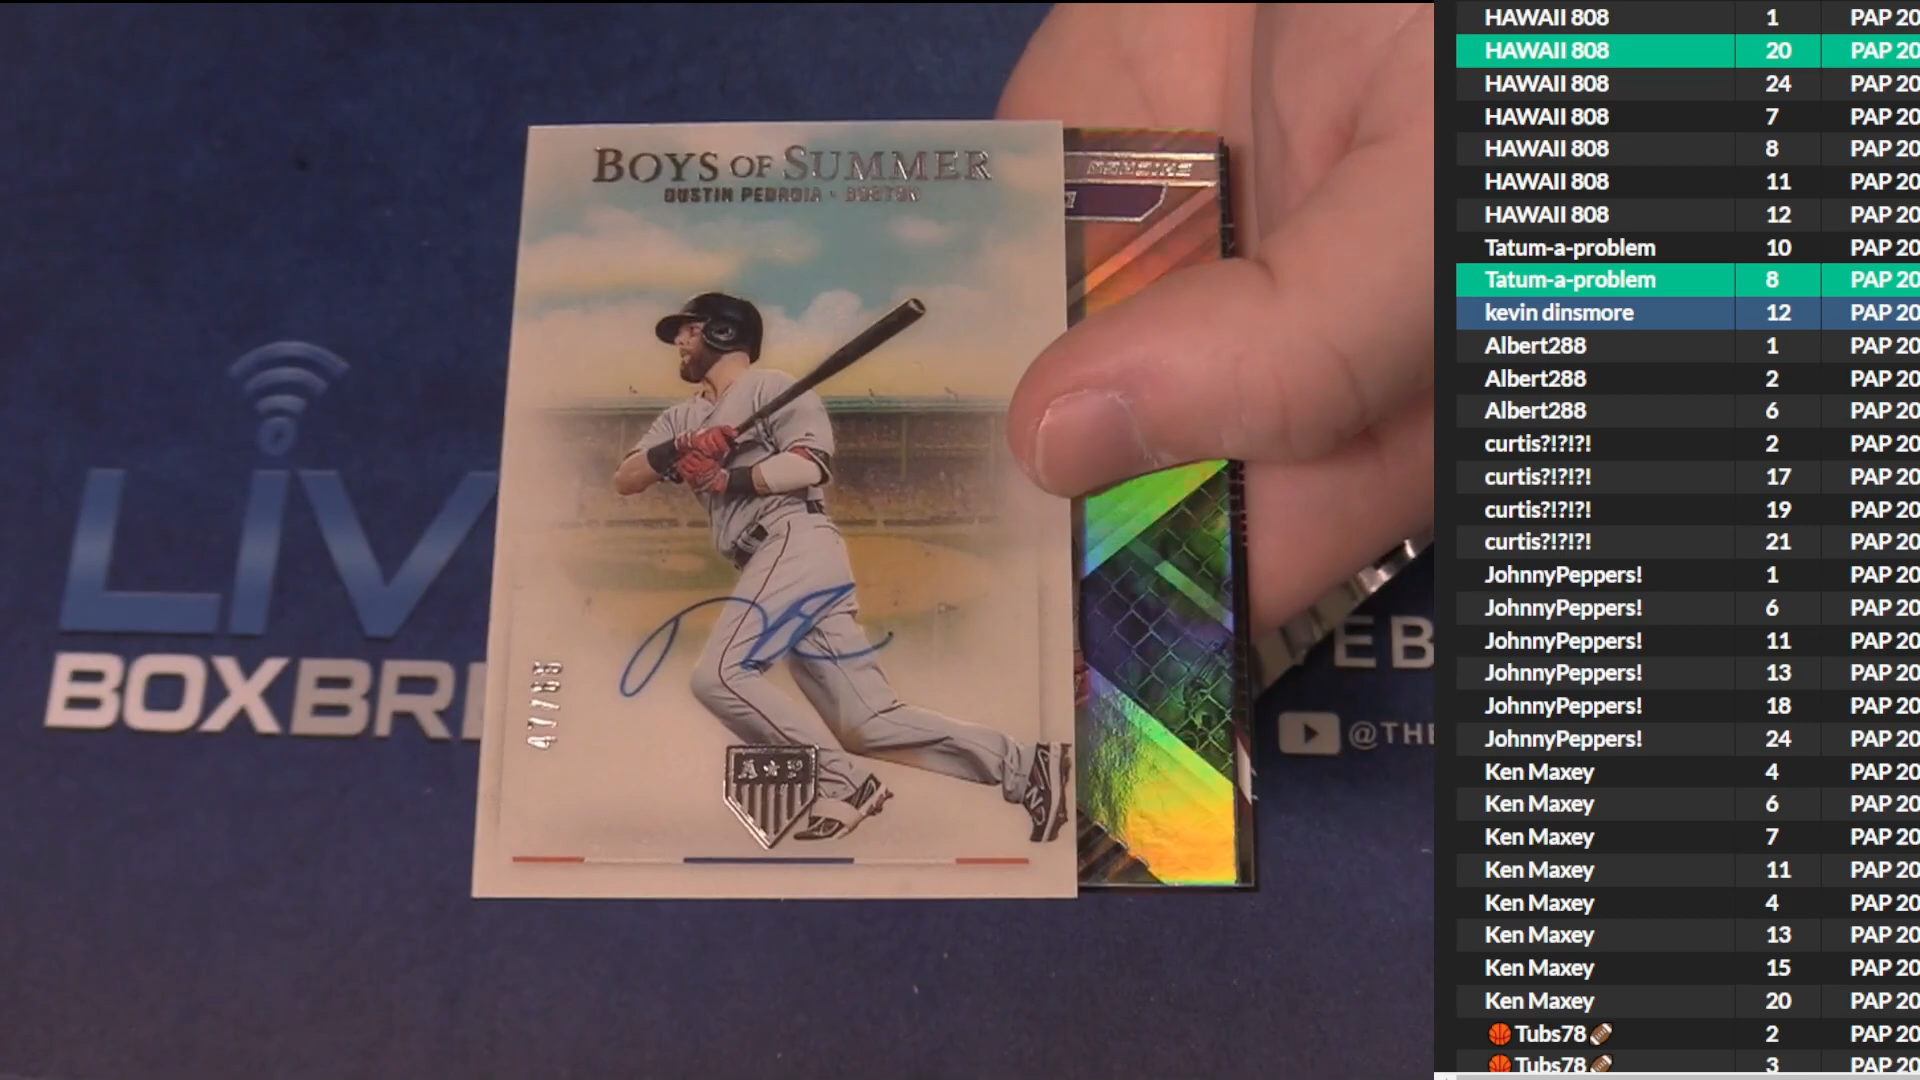 BOYS OF SUMMER
DUSTIN PEDROIA · BOSTON
A P
LIV
BOXBRE
EB
@THE
HAWAII 808 1 PAP 20
HAWAII 808 20 PAP 20
HAWAII 808 24 PAP 20
HAWAII 808 7 PAP 20
HAWAII 808 8 PAP 20
HAWAII 808 11 PAP 20
HAWAII 808 12 PAP 20
Tatum-a-problem 10 PAP 20
Tatum-a-problem 8 PAP 20
kevin dinsmore 12 PAP 20
Albert288 1 PAP 20
Albert288 2 PAP 20
Albert288 6 PAP 20
curtis?!?!?! 2 PAP 20
curtis?!?!?! 17 PAP 20
curtis?!?!?! 19 PAP 20
curtis?!?!?! 21 PAP 20
JohnnyPeppers! 1 PAP 20
JohnnyPeppers! 6 PAP 20
JohnnyPeppers! 11 PAP 20
JohnnyPeppers! 13 PAP 20
JohnnyPeppers! 18 PAP 20
JohnnyPeppers! 24 PAP 20
Ken Maxey 4 PAP 20
Ken Maxey 6 PAP 20
Ken Maxey 7 PAP 20
Ken Maxey 11 PAP 20
Ken Maxey 4 PAP 20
Ken Maxey 13 PAP 20
Ken Maxey 15 PAP 20
Ken Maxey 20 PAP 20
🏀 Tubs78 🏈 2 PAP 20
🏀 Tubs78 🏈 3 PAP 20